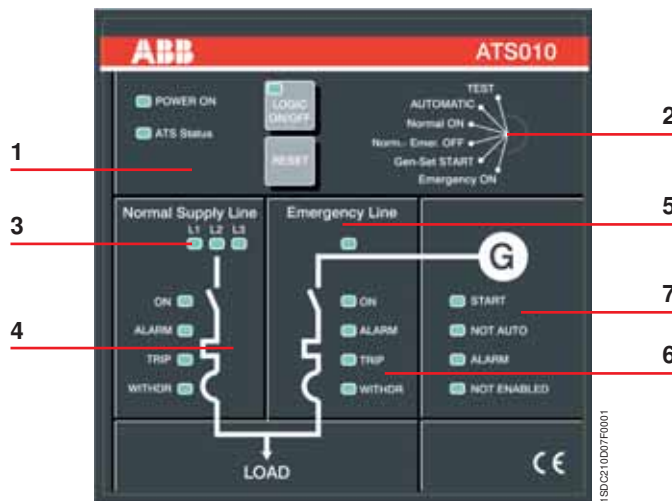 ABB ATS010
POWER ON
ATS Status
LOGIC
ON/OFF
RESET
TEST
AUTOMATIC
Normal ON
Norm.- Emer. OFF
Gen-Set START
Emergency ON
1
2
3
4
5
6
7
Normal Supply Line
L1 L2 L3
ON
ALARM
TRIP
WITHDR
Emergency Line
ON
ALARM
TRIP
WITHDR
G
START
NOT AUTO
ALARM
NOT ENABLED
LOAD
CE
1SDC210D07F0001